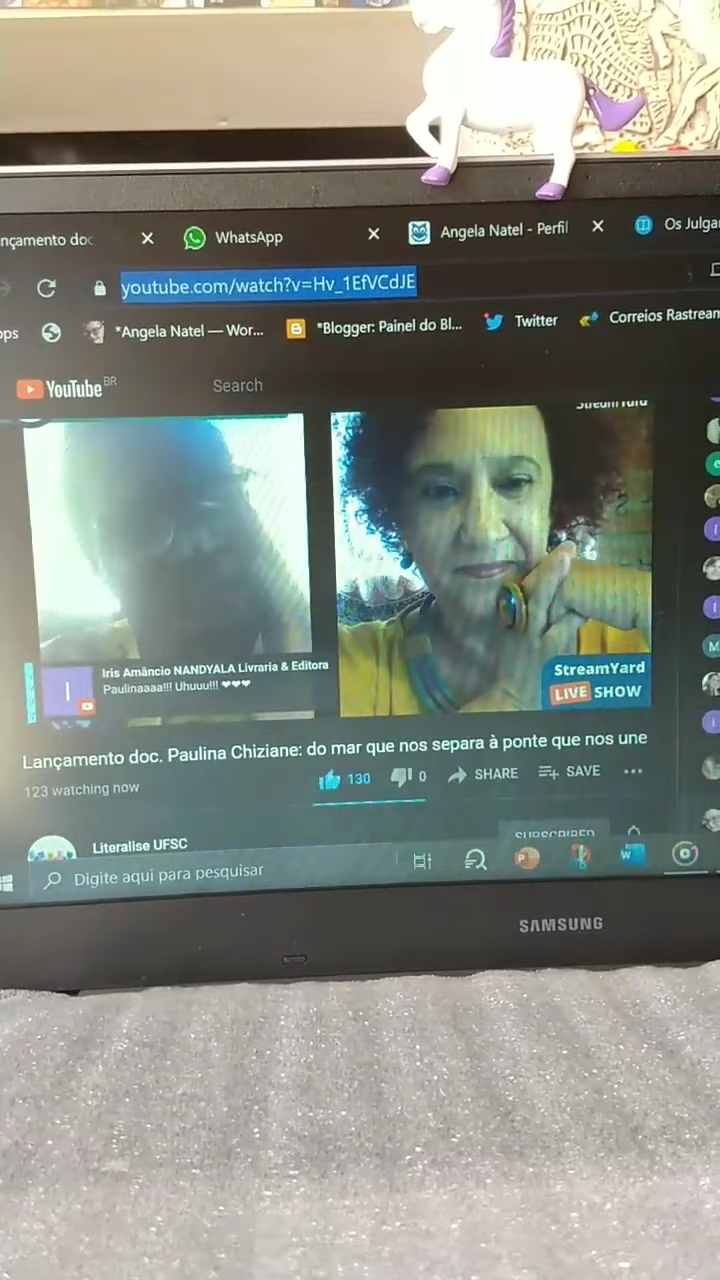 nçamento doc
WhatsApp
Angela Natel - Perfil
Os Julga
youtube.com/watch?v=Hv_1EfVCdJE
ops
*Angela Natel — Wor...
*Blogger: Painel do Bl...
Twitter
Correios Rastrean
YouTube BR
Search
StreamYard
Iris Amâncio NANDYALA Livraria & Editora
Paulinaaaa!!! Uhuuu!!! ❤❤❤
StreamYard
LIVE SHOW
Lançamento doc. Paulina Chiziane: do mar que nos separa à ponte que nos une
123 watching now
130
0
SHARE
SAVE
Literalise UFSC
SUBSCRIBED
Digite aqui para pesquisar
SAMSUNG